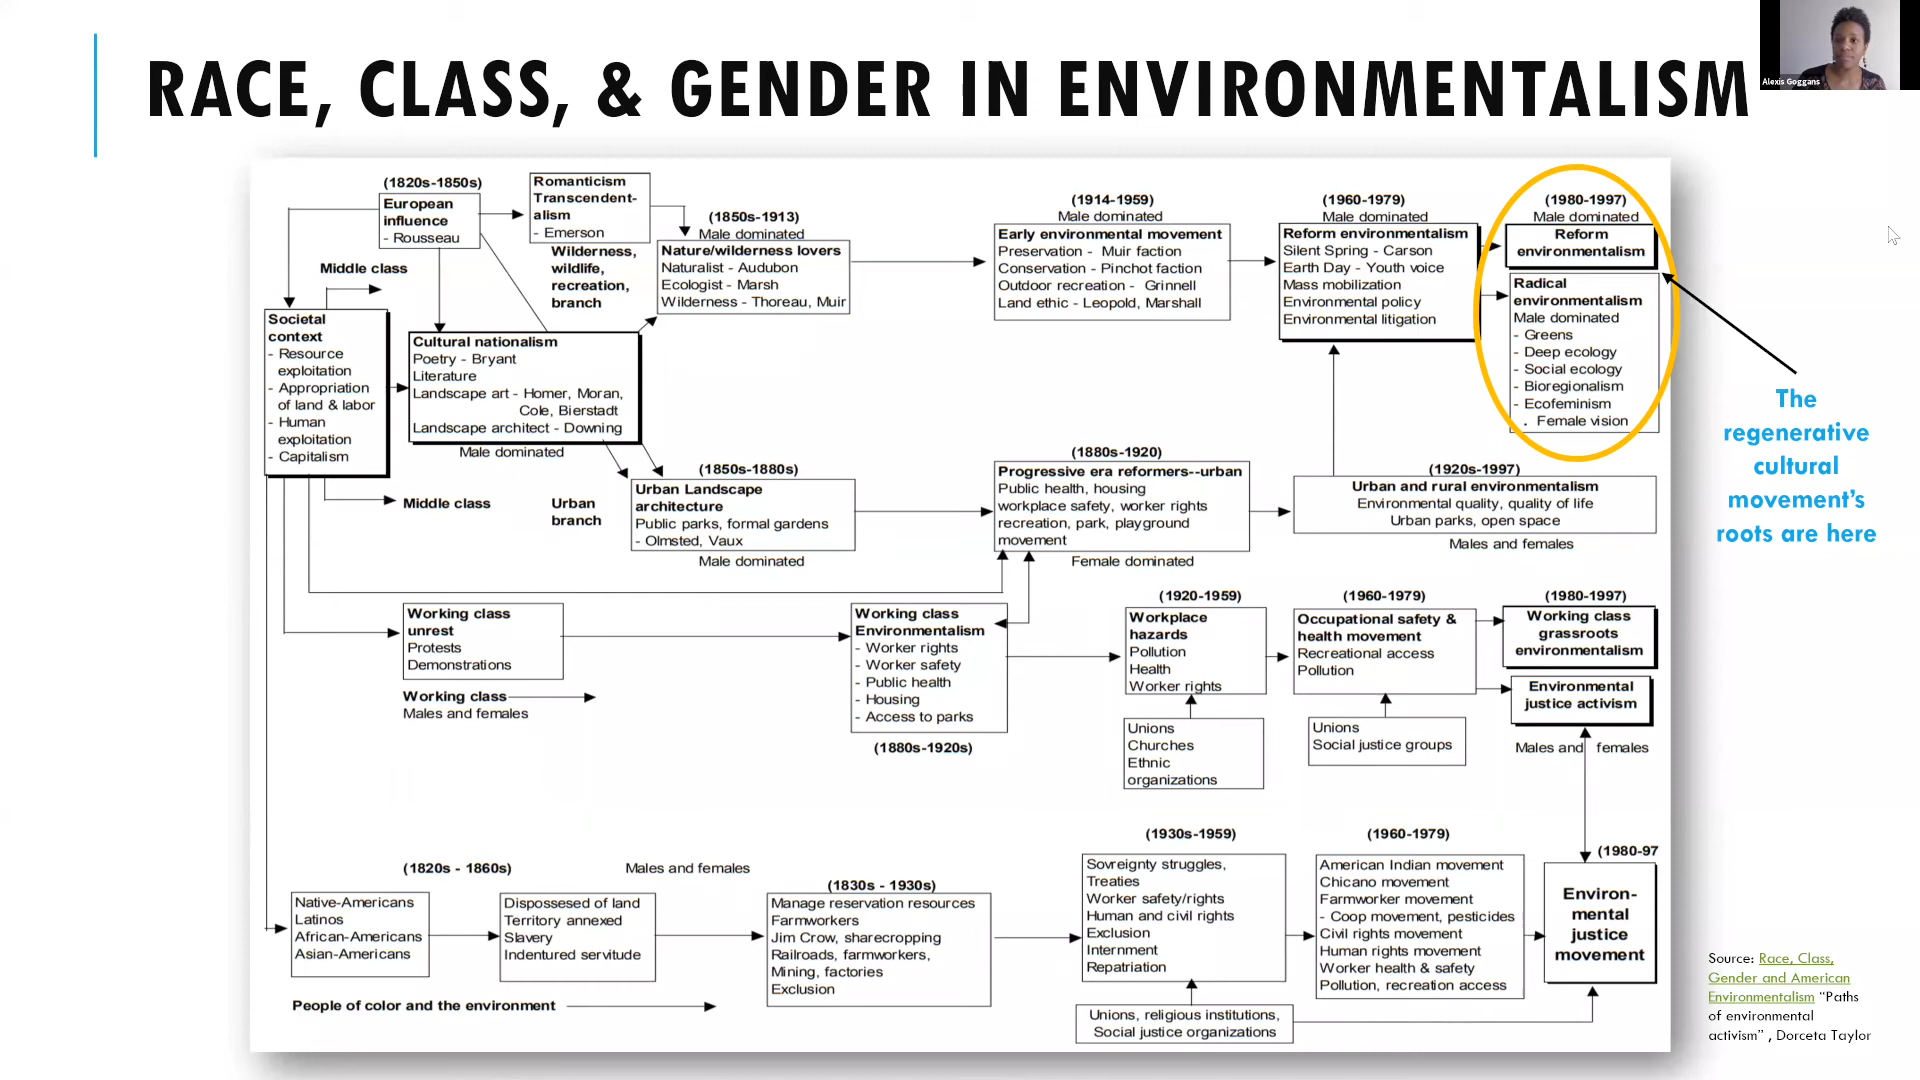 RACE, CLASS, & GENDER IN ENVIRONMENTALISM
Alexis Goggans
(1820s-1850s)
European
influence
- Rousseau
Romanticism
Transcendent-
alism
- Emerson
Wilderness,
wildlife,
recreation,
branch
(1850s-1913)
Male dominated
Nature/wilderness lovers
Naturalist - Audubon
Ecologist - Marsh
Wilderness - Thoreau, Muir
(1914-1959)
Male dominated
Early environmental movement
Preservation - Muir faction
Conservation - Pinchot faction
Outdoor recreation - Grinnell
Land ethic - Leopold, Marshall
(1960-1979)
Male dominated
Reform environmentalism
Silent Spring - Carson
Earth Day - Youth voice
Mass mobilization
Environmental policy
Environmental litigation
(1980-1997)
Male dominated
Reform
environmentalism
Radical
environmentalism
Male dominated
- Greens
- Deep ecology
- Social ecology
- Bioregionalism
- Ecofeminism
. Female vision
The
regenerative
cultural
movement's
roots are here
Middle class
Societal
context
- Resource
exploitation
- Appropriation
of land & labor
- Human
exploitation
- Capitalism
Cultural nationalism
Poetry - Bryant
Literature
Landscape art - Homer, Moran,
Cole, Bierstadt
Landscape architect - Downing
Male dominated
Middle class
Urban
branch
(1850s-1880s)
Urban Landscape
architecture
Public parks, formal gardens
- Olmsted, Vaux
Male dominated
(1880s-1920)
Progressive era reformers--urban
Public health, housing
workplace safety, worker rights
recreation, park, playground
movement
Female dominated
(1920s-1997)
Urban and rural environmentalism
Environmental quality, quality of life
Urban parks, open space
Males and females
Working class
unrest
Protests
Demonstrations
Working class
Males and females
Working class
Environmentalism
- Worker rights
- Worker safety
- Public health
- Housing
- Access to parks
(1880s-1920s)
(1920-1959)
Workplace
hazards
Pollution
Health
Worker rights
Unions
Churches
Ethnic
organizations
(1960-1979)
Occupational safety &
health movement
Recreational access
Pollution
Unions
Social justice groups
(1980-1997)
Working class
grassroots
environmentalism
Environmental
justice activism
Males and females
(1820s - 1860s)
Males and females
Native-Americans
Latinos
African-Americans
Asian-Americans
Dispossesed of land
Territory annexed
Slavery
Indentured servitude
(1830s - 1930s)
Manage reservation resources
Farmworkers
Jim Crow, sharecropping
Railroads, farmworkers,
Mining, factories
Exclusion
People of color and the environment
(1930s-1959)
Sovreignty struggles,
Treaties
Worker safety/rights
Human and civil rights
Exclusion
Internment
Repatriation
Unions, religious institutions,
Social justice organizations
(1960-1979)
American Indian movement
Chicano movement
Farmworker movement
- Coop movement, pesticides
Civil rights movement
Human rights movement
Worker health & safety
Pollution, recreation access
(1980-97
Environ-
mental
justice
movement
Source: Race, Class,
Gender and American
Environmentalism "Paths
of environmental
activism" , Dorceta Taylor